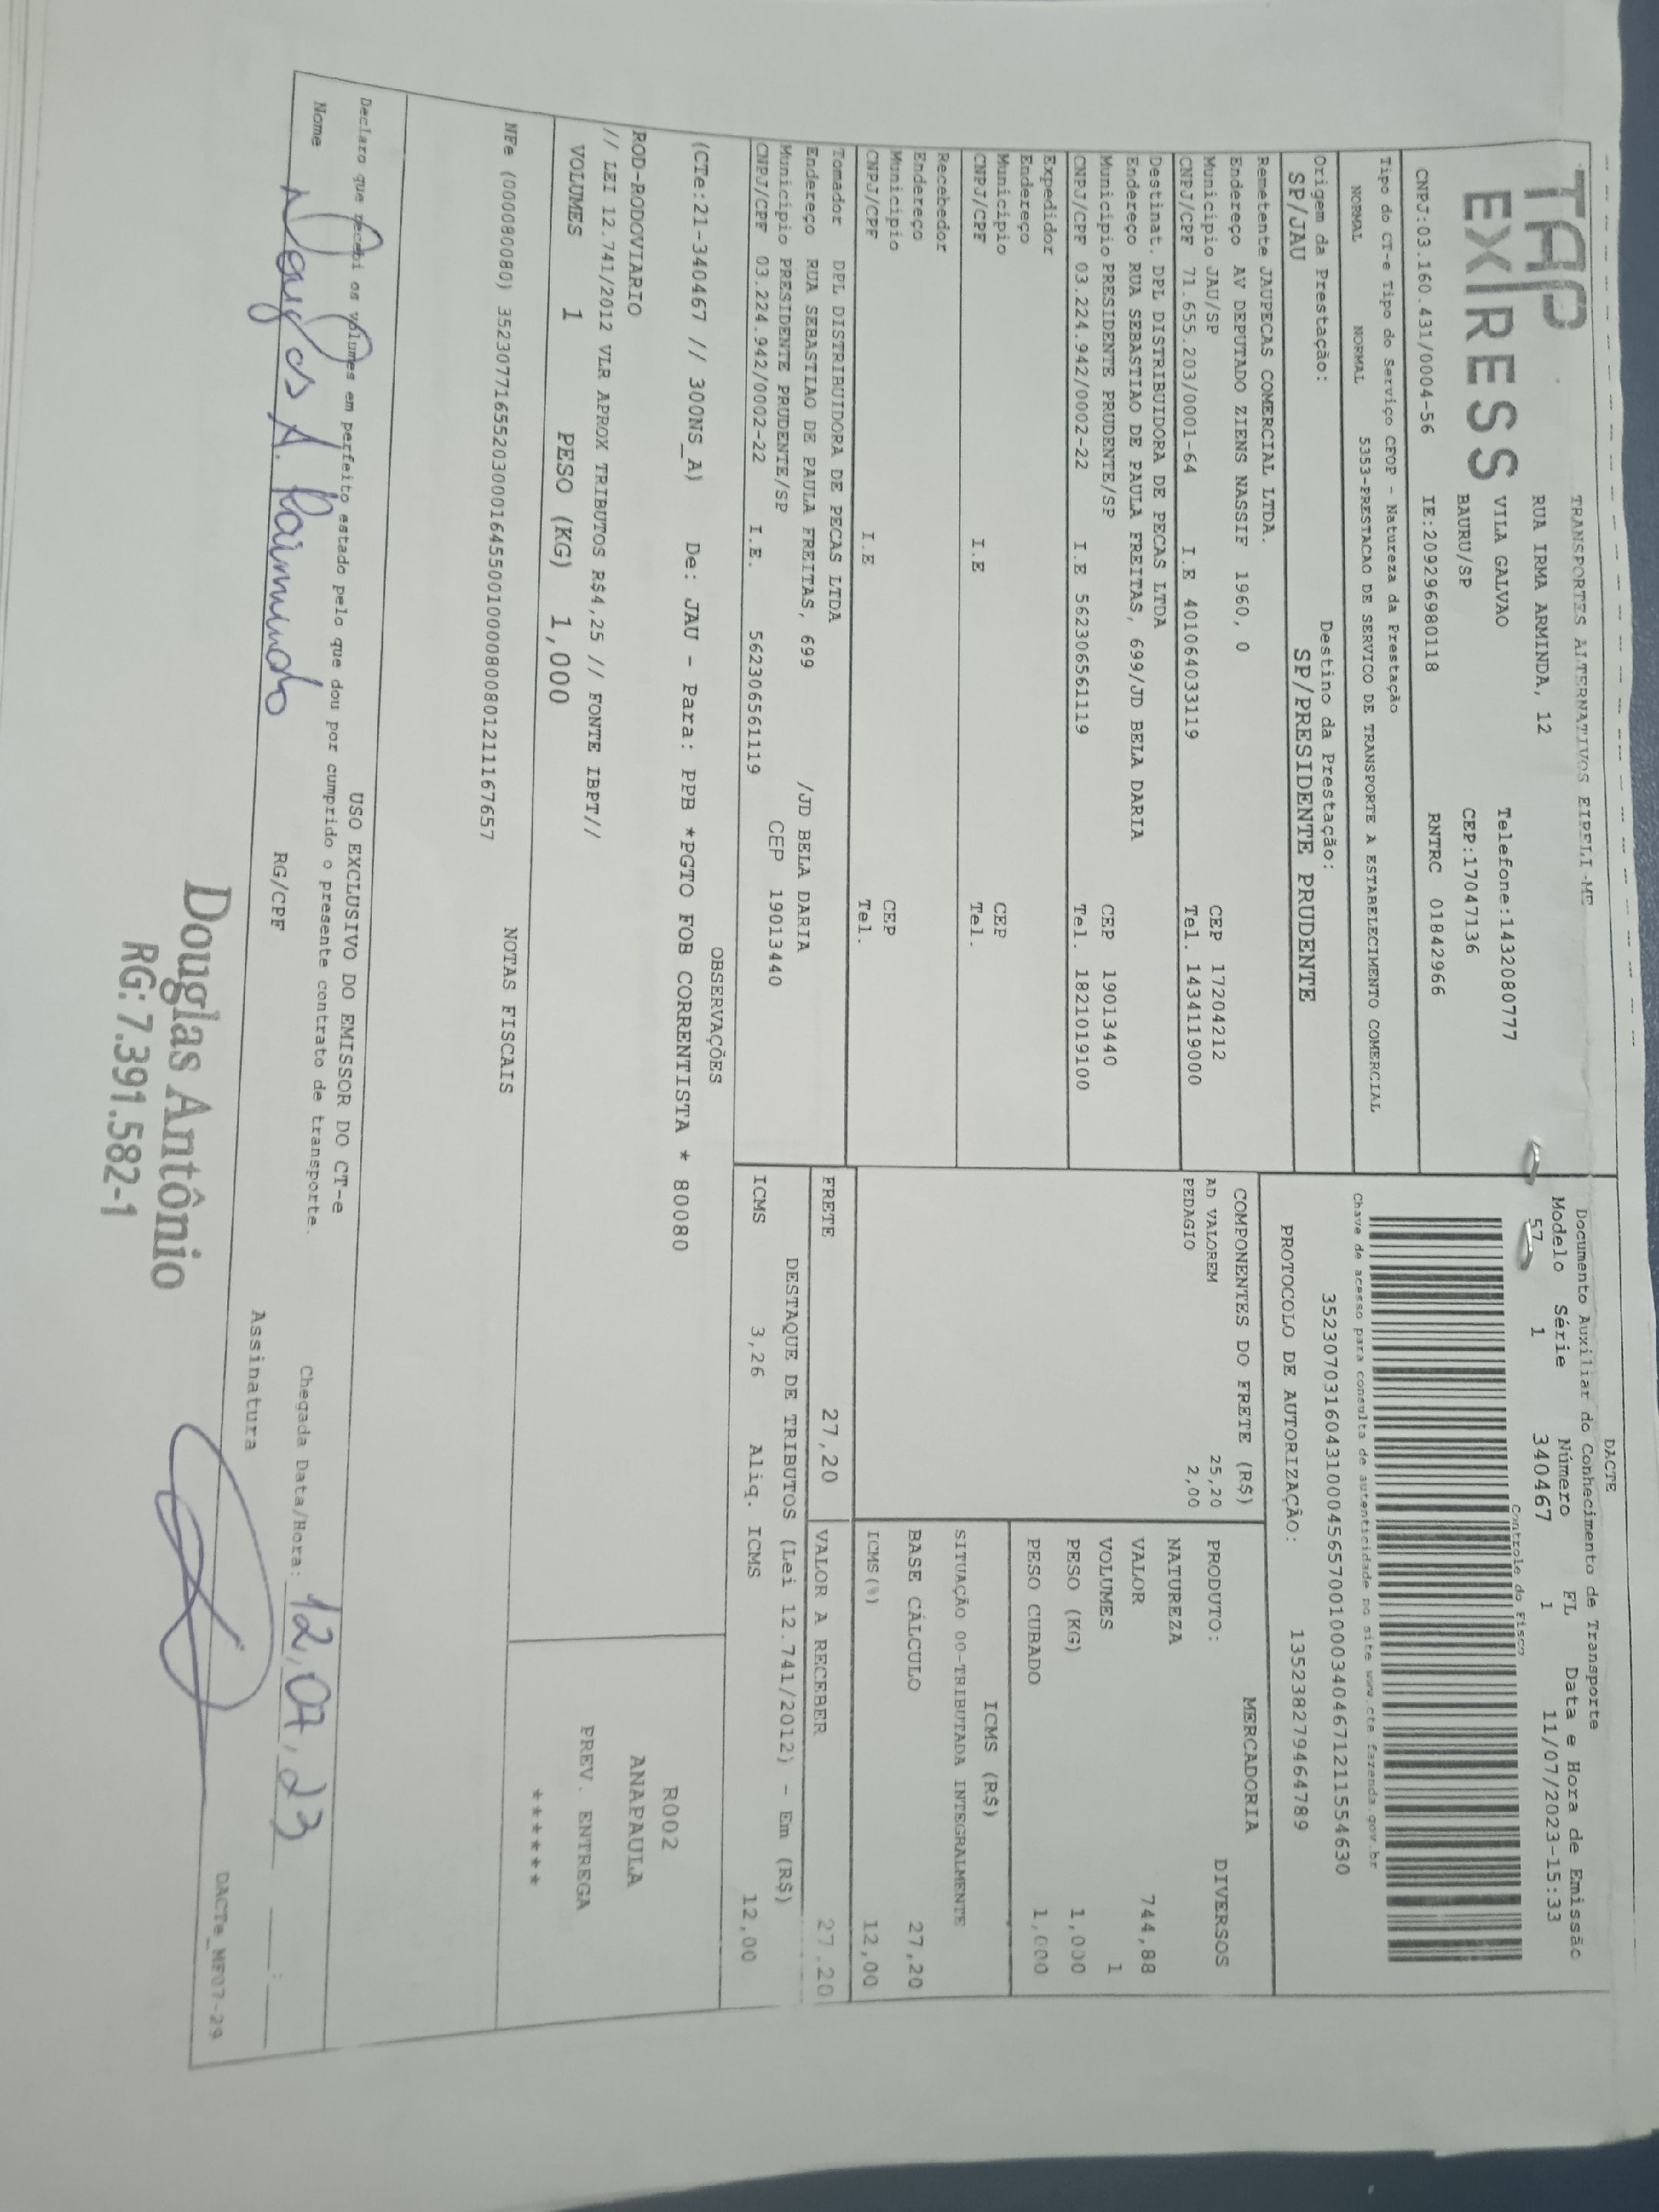 TAP
EXPRESS
TRANSPORTES ALTERNATIVOS EIRELI -ME
RUA IRMA ARMINDA, 12
VILA GALVAO Telefone:1432080777
BAURU/SP CEP:17047136
CNPJ:03.160.431/0004-56 IE:209296980118 RNTRC 01842966
Tipo do CT-e Tipo do Serviço CFOP - Natureza da Prestação
NORMAL NORMAL 5353-PRESTACAO DE SERVICO DE TRANSPORTE A ESTABELECIMENTO COMERCIAL
Origem da Prestação: Destino da Prestação:
SP/JAU SP/PRESIDENTE PRUDENTE
DACTE
Documento Auxiliar do Conhecimento de Transporte
Modelo Série Número FL Data e Hora de Emissão
57 1 340467 1 11/07/2023-15:33
Controle do Fisco
Chave de acesso para consulta de autenticidade no site www.cte.fazenda.gov.br
35230703160431000456570010003404671211554630
PROTOCOLO DE AUTORIZAÇÃO: 135238279464789
Remetente JAUPECAS COMERCIAL LTDA.
Endereço AV DEPUTADO ZIENS NASSIF 1960, 0
Municipio JAU/SP CEP 17204212
CNPJ/CPF 71.655.203/0001-64 I.E 401064033119 Tel. 1434119000
Destinat. DPL DISTRIBUIDORA DE PECAS LTDA
Endereço RUA SEBASTIAO DE PAULA FREITAS, 699/JD BELA DARIA
Municipio PRESIDENTE PRUDENTE/SP CEP 19013440
CNPJ/CPF 03.224.942/0002-22 I.E 562306561119 Tel. 1821019100
Expedidor
Endereço
Municipio CEP
CNPJ/CPF I.E Tel.
Recebedor
Endereço
Municipio CEP
CNPJ/CPF I.E Tel.
Tomador DPL DISTRIBUIDORA DE PECAS LTDA
Endereço RUA SEBASTIAO DE PAULA FREITAS, 699 /JD BELA DARIA
Municipio PRESIDENTE PRUDENTE/SP CEP 19013440
CNPJ/CPF 03.224.942/0002-22 I.E. 562306561119
COMPONENTES DO FRETE (R$)
AD VALOREM 25,20
PEDAGIO 2,00
MERCADORIA
PRODUTO: DIVERSOS
NATUREZA
VALOR 744,88
VOLUMES 1
PESO (KG) 1,000
PESO CUBADO 1,000
ICMS (R$)
SITUAÇÃO 00-TRIBUTADA INTEGRALMENTE
BASE CÁLCULO 27,20
ICMS(%) 12,00
FRETE 27,20 VALOR A RECEBER 27.20
DESTAQUE DE TRIBUTOS (Lei 12.741/2012) - Em (R$)
ICMS 3,26 Aliq. ICMS 12,00
OBSERVAÇÕES
(CTe:21-340467 // 300NS_A) De: JAU - Para: PPB *PGTO FOB CORRENTISTA * 80080
ROD-RODOVIARIO
// LEI 12.741/2012 VLR APROX TRIBUTOS R$4,25 // FONTE IBPT//
VOLUMES 1 PESO (KG) 1,000
R002
ANAPAULA
PREV. ENTREGA
******
NOTAS FISCAIS
NFe (000080080) 35230771655203000164550010000800801211167657
USO EXCLUSIVO DO EMISSOR DO CT-e
Declaro que recebi os volumes em perfeito estado pelo que dou por cumprido o presente contrato de transporte.
Chegada Data/Hora: 12,07,23 :
Nome Douglas A. Raimundo RG/CPF Assinatura
DACTe_MF07-29
Douglas Antônio
RG: 7.391.582-1